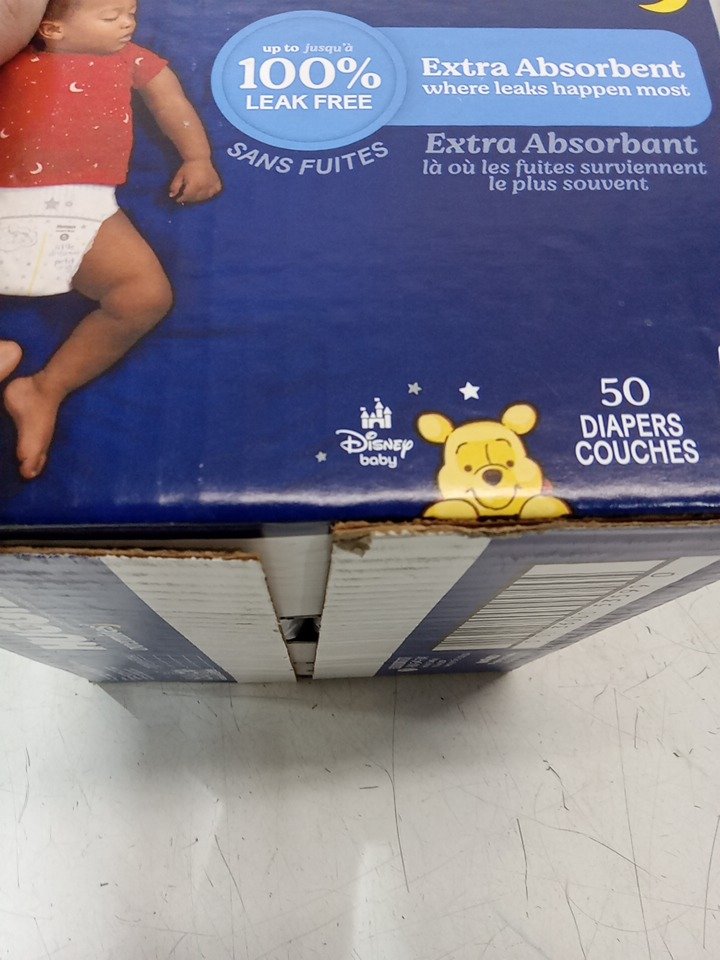 up to jusqu'à
100%
LEAK FREE
SANS FUITES
Extra Absorbent
where leaks happen most
Extra Absorbant
là où les fuites surviennent
le plus souvent
Disney
baby
50
DIAPERS
COUCHES